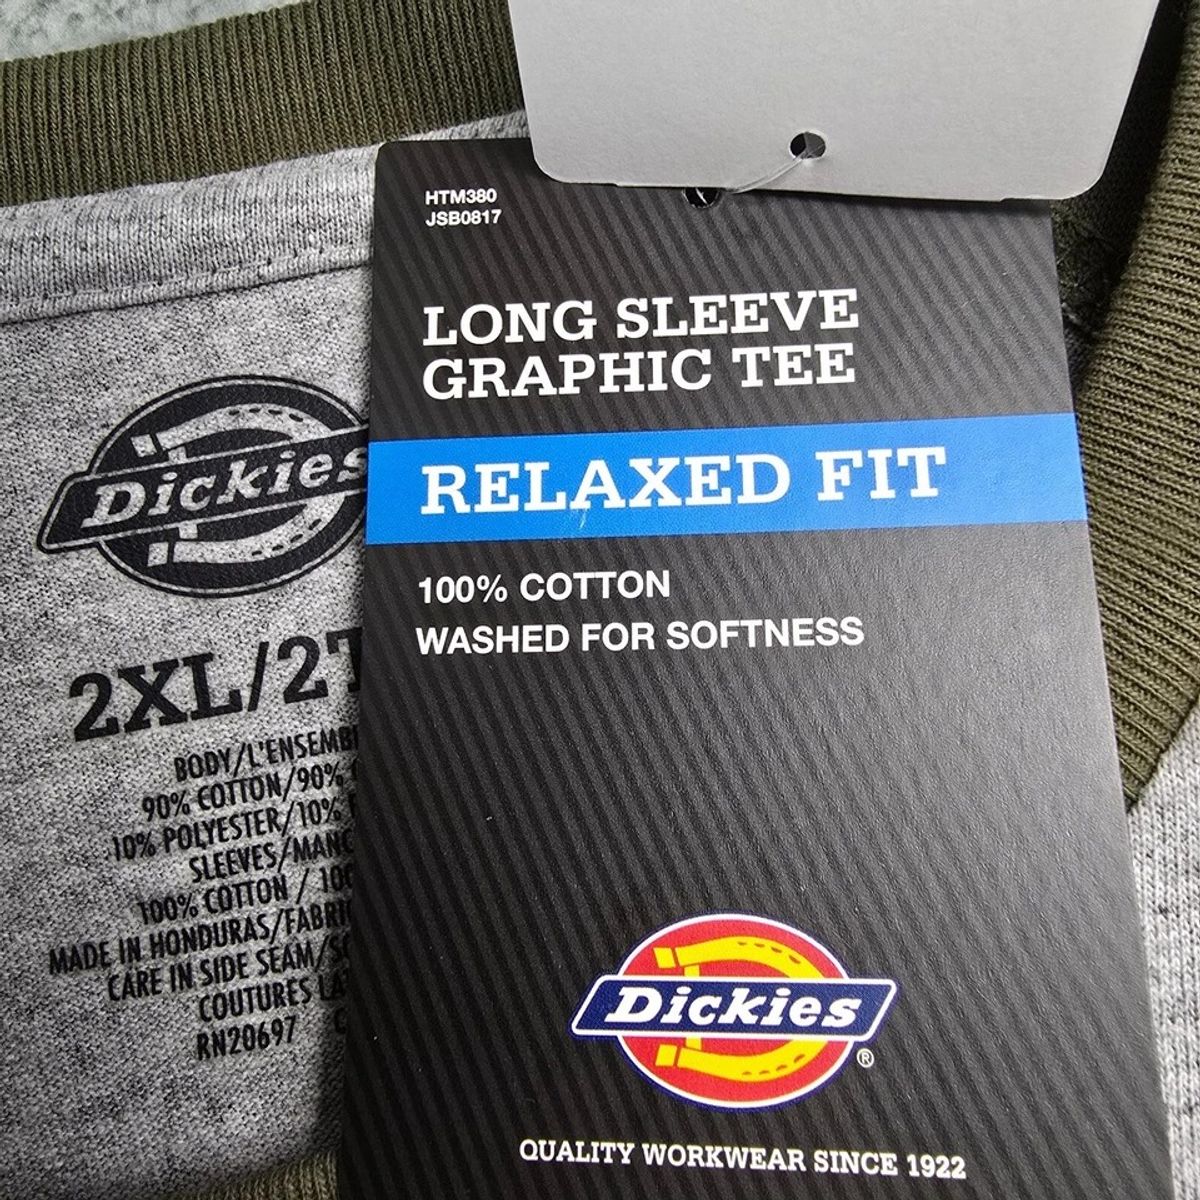 HTM380
JSB0817
LONG SLEEVE
GRAPHIC TEE
RELAXED FIT
100% COTTON
WASHED FOR SOFTNESS
Dickies
®
QUALITY WORKWEAR SINCE 1922
Dickies
2XL/2T
BODY/L'ENSEMB
90% COTTON/90%
10% POLYESTER/10%
SLEEVES/MANC
100% COTTON / 100
MADE IN HONDURAS/FABRI
CARE IN SIDE SEAM/
COUTURES LA
RN20697